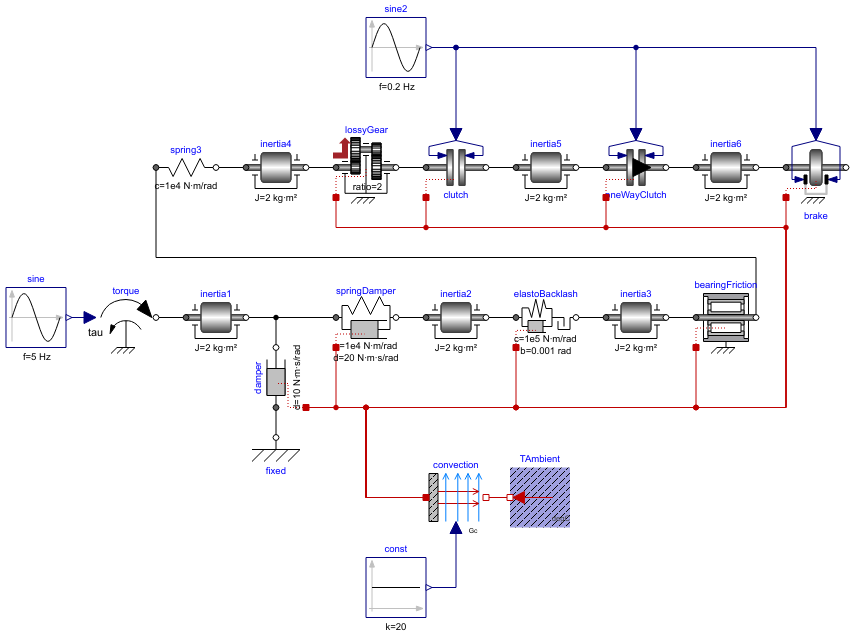 sine2
f=0.2 Hz
spring3
c=1e4 N·m/rad
inertia4
J=2 kg·m²
lossyGear
ratio=2
clutch
inertia5
J=2 kg·m²
neWayClutch
inertia6
J=2 kg·m²
brake
sine
f=5 Hz
torque
tau
inertia1
J=2 kg·m²
damper
d=10 N·m·s/rad
fixed
springDamper
c=1e4 N·m/rad
d=20 N·m·s/rad
inertia2
J=2 kg·m²
elastoBacklash
c=1e5 N·m/rad
b=0.001 rad
inertia3
J=2 kg·m²
bearingFriction
convection
Gc
TAmbient
degC
const
k=20